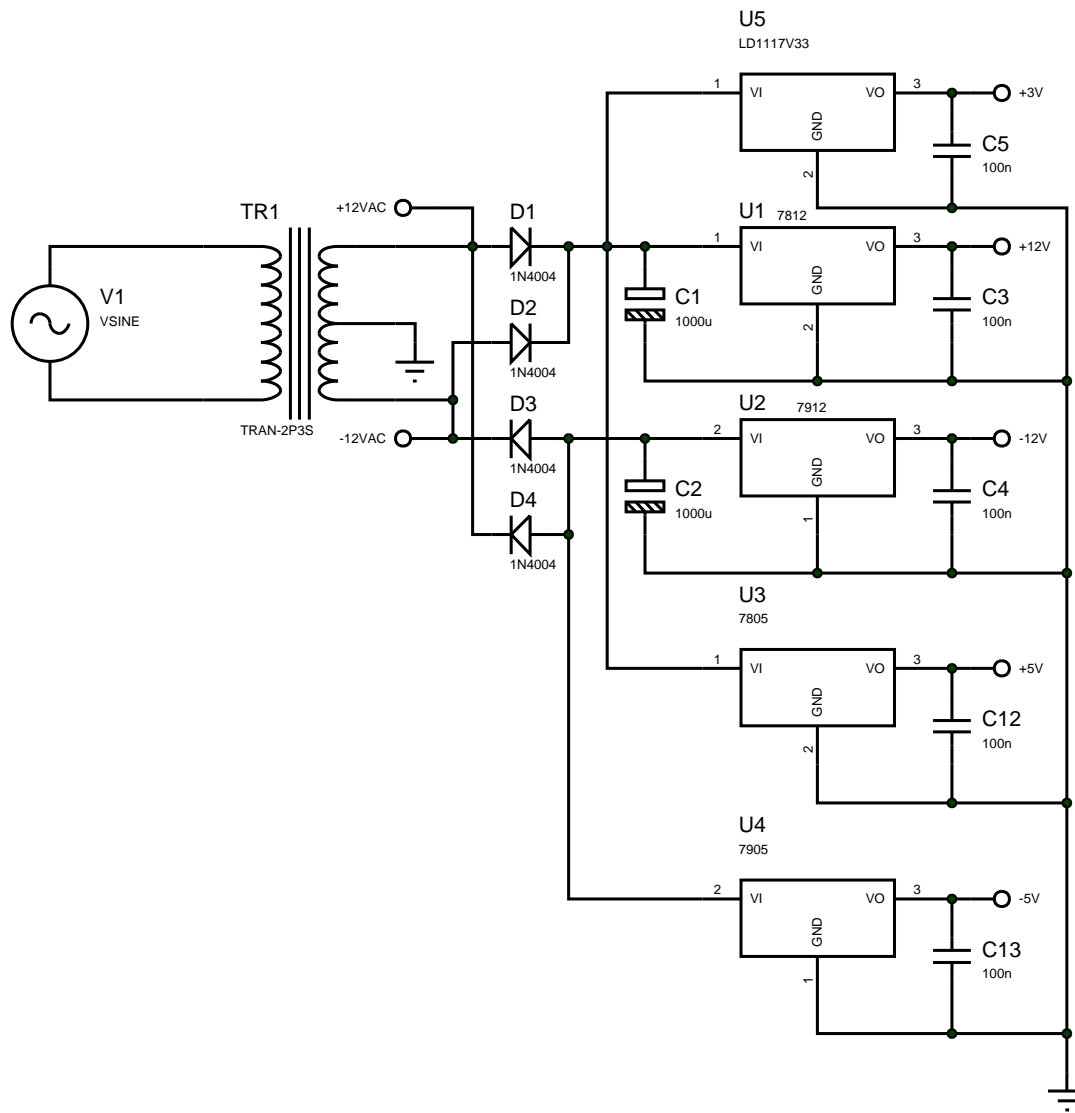 U5
LD1117V33
1 VI VO 3 +3V
GND
2
C5
100n
TR1
+12VAC
D1
1N4004
U1 7812
1 VI VO 3 +12V
GND
2
V1
VSINE
C1
1000u
C3
100n
D2
1N4004
TRAN-2P3S
-12VAC
D3
1N4004
U2 7912
2 VI VO 3 -12V
GND
1
D4
1N4004
C2
1000u
C4
100n
U3
7805
1 VI VO 3 +5V
GND
2
C12
100n
U4
7905
2 VI VO 3 -5V
GND
1
C13
100n